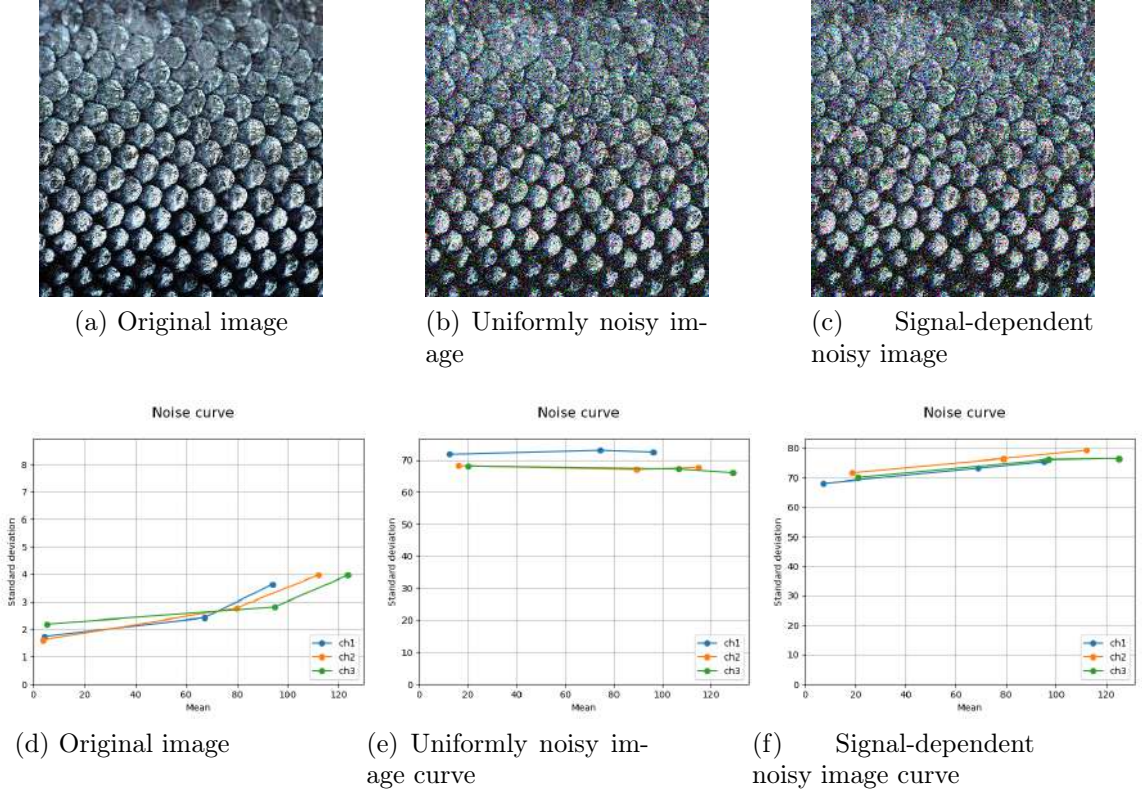 (a) Original image
(b) Uniformly noisy im-
age
(c) Signal-dependent
noisy image
Noise curve
Standard deviation
8
7
6
5
4
3
2
1
0
0 20 40 60 80 100 120
Mean
ch1
ch2
ch3
(d) Original image
Noise curve
Standard deviation
70
60
50
40
30
20
10
0
0 20 40 60 80 100 120
Mean
ch1
ch2
ch3
(e) Uniformly noisy im-
age curve
Noise curve
Standard deviation
80
70
60
50
40
30
20
10
0
0 20 40 60 80 100 120
Mean
ch1
ch2
ch3
(f) Signal-dependent
noisy image curve